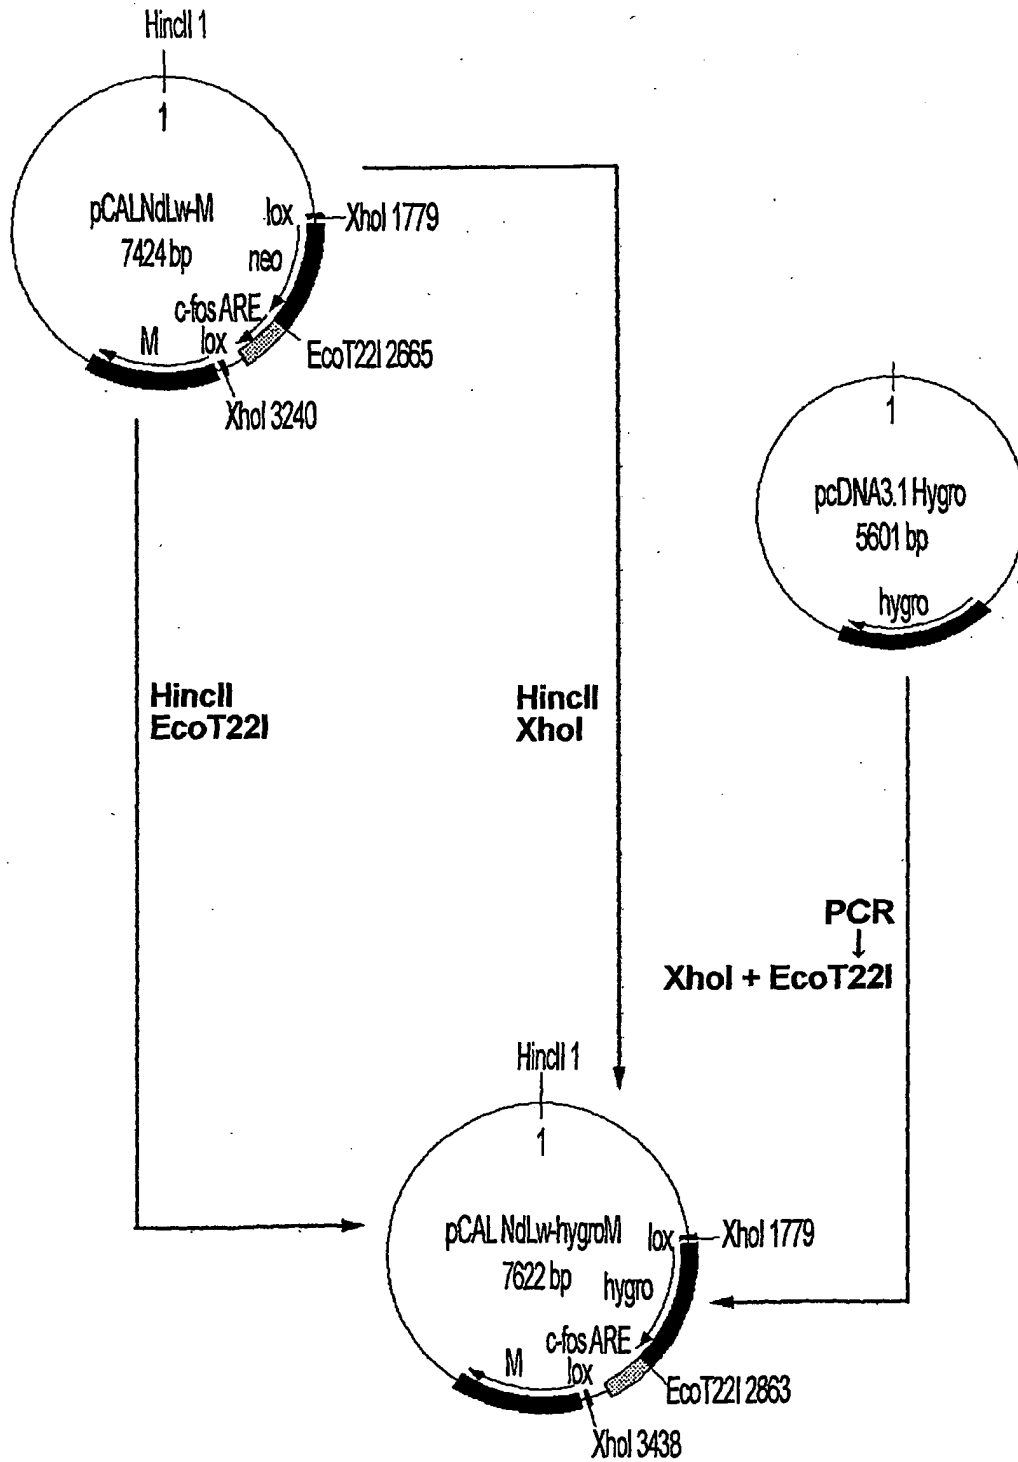 HincII 1
1
pCALNdLw-M
7424 bp
lox
XhoI 1779
neo
c-fos ARE
lox
M
EcoT22I 2665
XhoI 3240
1
pcDNA3.1 Hygro
5601 bp
hygro
HincII
EcoT22I
HincII
XhoI
PCR
↓
XhoI + EcoT22I
HincII 1
1
pCAL NdLw-hygroM
7622 bp
lox
XhoI 1779
hygro
c-fos ARE
lox
M
EcoT22I 2863
XhoI 3438